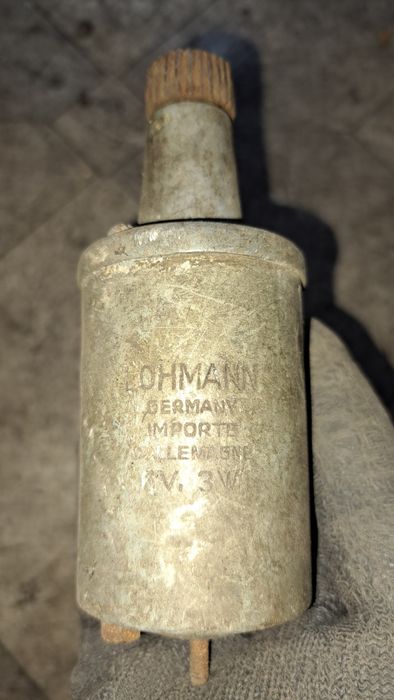 LOHMANN
GERMANY
IMPORTE
D'ALLEMAGNE
V. 3W